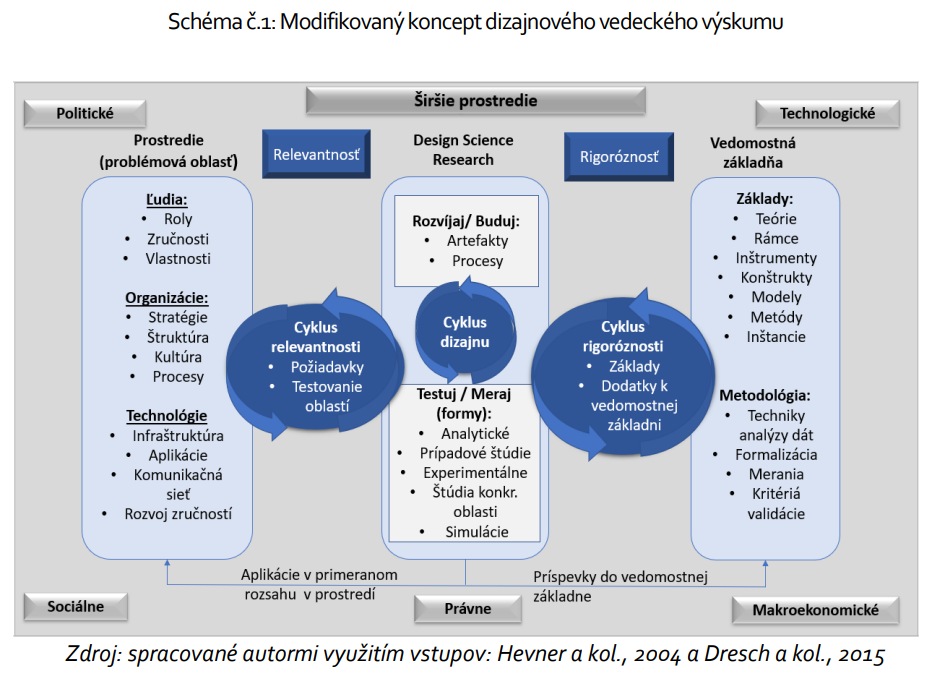 Schéma č.1: Modifikovaný koncept dizajnového vedeckého výskumu
Širšie prostredie
Politické
Technologické
Prostredie
(problémová oblasť)
Relevantnosť
Design Science
Research
Rigoróznosť
Vedomostná
základňa
Ľudia:
• Roly
• Zručnosti
• Vlastnosti
Organizácie:
• Stratégie
• Štruktúra
• Kultúra
• Procesy
Technológie
• Infraštruktúra
• Aplikácie
• Komunikačná
sieť
• Rozvoj zručností
Cyklus
relevantnosti
• Požiadavky
• Testovanie
oblastí
Rozvíjaj/ Buduj:
• Artefakty
• Procesy
Cyklus
dizajnu
Testuj / Meraj
(formy):
• Analytické
• Prípadové štúdie
• Experimentálne
• Štúdia konkr.
oblasti
• Simulácie
Cyklus
rigoróznosti
• Základy
• Dodatky k
vedomostnej
základni
Základy:
• Teórie
• Rámce
• Inštrumenty
• Konštrukty
• Modely
• Metódy
• Inštancie
Metodológia:
• Techniky
analýzy dát
• Formalizácia
• Merania
• Kritériá
validácie
Aplikácie v primeranom
rozsahu v prostredí
Príspevky do vedomostnej
základne
Sociálne
Právne
Makroekonomické
Zdroj: spracované autormi využitím vstupov: Hevner a kol., 2004 a Dresch a kol., 2015